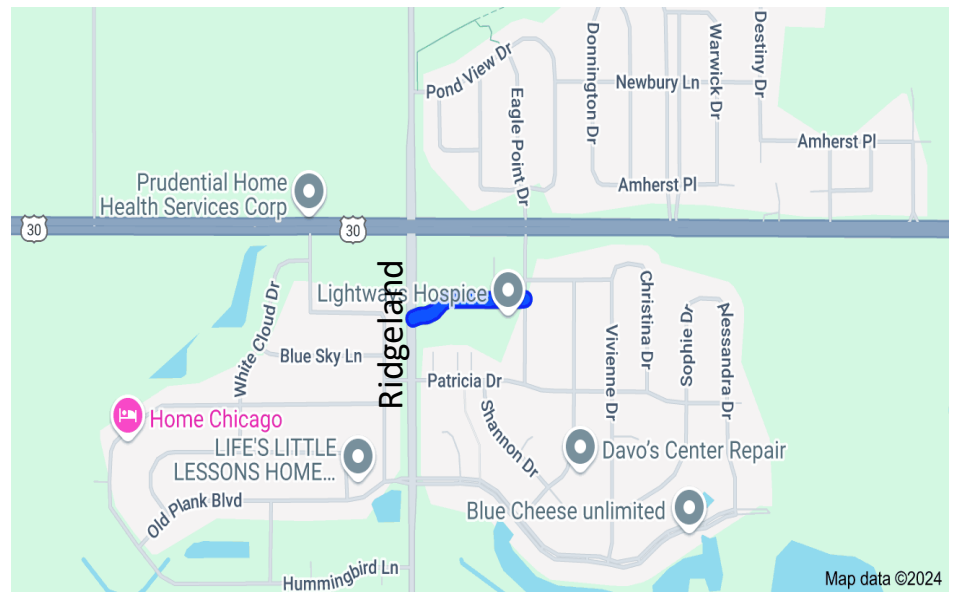 Pond View Dr
Eagle Point Dr
Donnington Dr
Newbury Ln
Warwick Dr
Destiny Dr
Amherst Pl
Amherst Pl
Prudential Home
Health Services Corp
30
30
Lightways Hospice
Ridgeland
White Cloud Dr
Blue Sky Ln
Christina Dr
Sophie Dr
Alessandra Dr
Vivienne Dr
Patricia Dr
Shannon Dr
Home Chicago
LIFE'S LITTLE
LESSONS HOME...
Davo's Center Repair
Old Plank Blvd
Blue Cheese unlimited
Hummingbird Ln
Map data ©2024